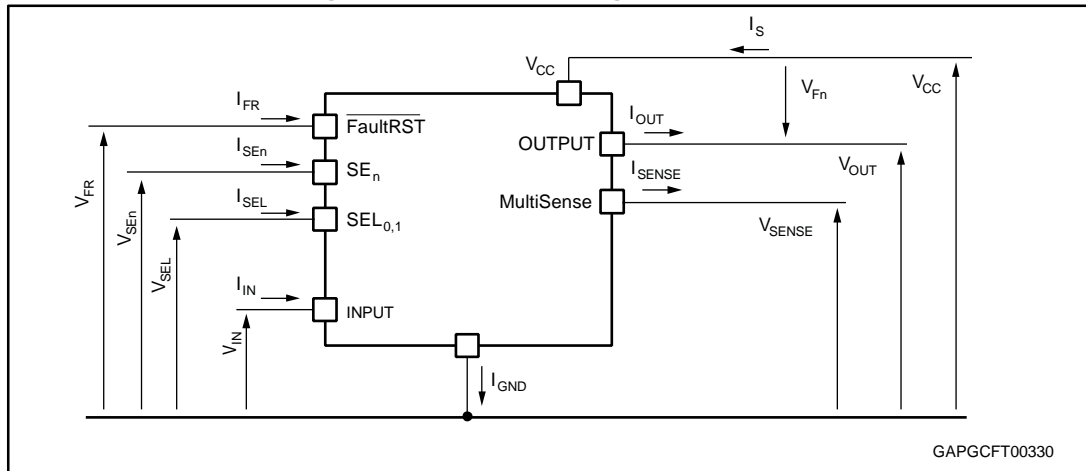 I_S
V_CC
V_Fn
V_CC
I_FR
FaultRST
I_OUT
OUTPUT
I_SEn
SE_n
V_OUT
I_SENSE
MultiSense
I_SEL
SEL_0,1
V_FR
V_SEn
V_SEL
V_SENSE
I_IN
INPUT
V_IN
I_GND
GAPGCFT00330